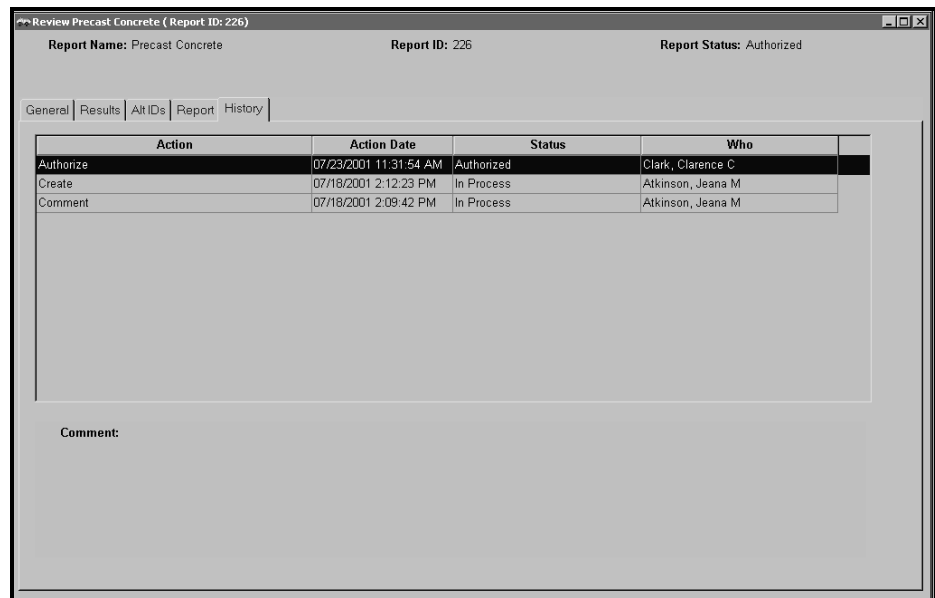 Review Precast Concrete ( Report ID: 226)
Report Name: Precast Concrete Report ID: 226 Report Status: Authorized
General Results Alt IDs Report History
Action Action Date Status Who
Authorize 07/23/2001 11:31:54 AM Authorized Clark, Clarence C
Create 07/18/2001 2:12:23 PM In Process Atkinson, Jeana M
Comment 07/18/2001 2:09:42 PM In Process Atkinson, Jeana M
Comment: